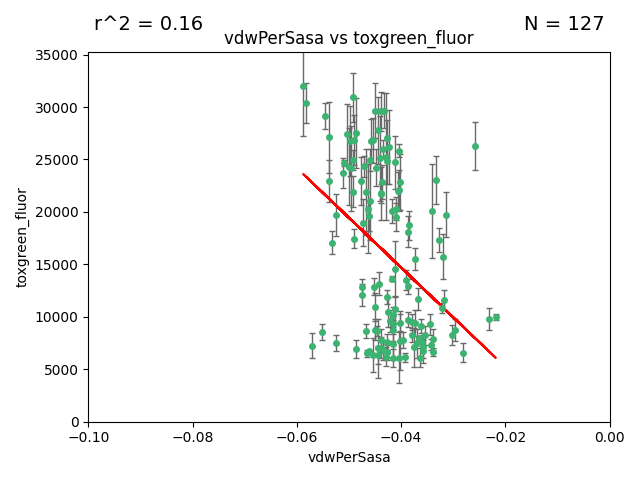 r^2 = 0.16
N = 127
vdwPerSasa vs toxgreen_fluor
toxgreen_fluor
35000
30000
25000
20000
15000
10000
5000
0
−0.10
−0.08
−0.06
−0.04
−0.02
0.00
vdwPerSasa